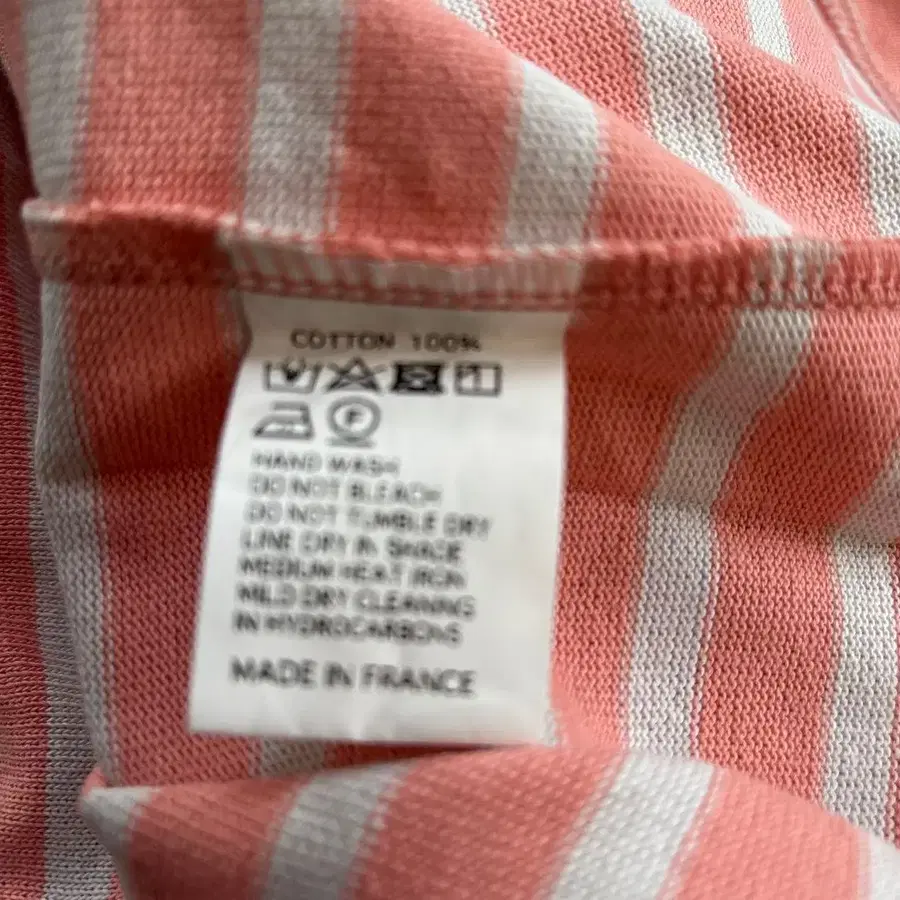 COTTON 100%
F
HAND WASH
DO NOT BLEACH
DO NOT TUMBLE DRY
LINE DRY IN SHADE
MEDIUM HEAT IRON
MILD DRY CLEANING
IN HYDROCARBONS
MADE IN FRANCE